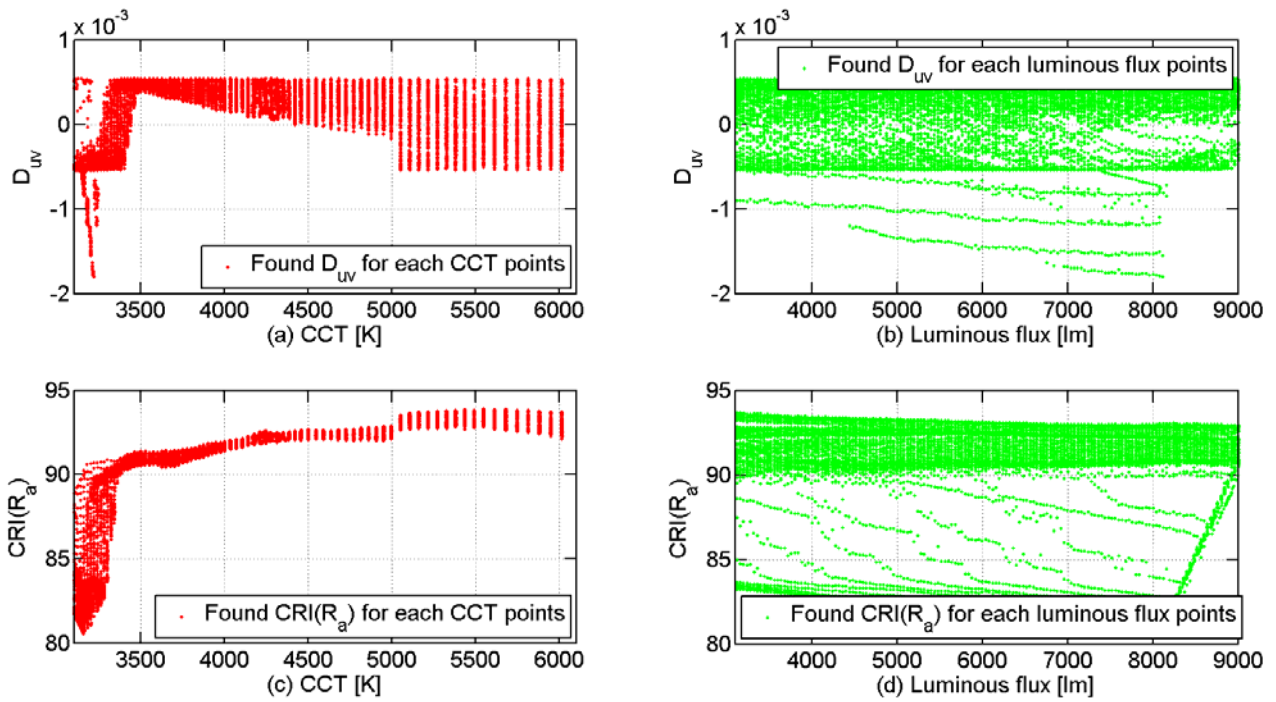 x 10^-3
1
0
-1
-2
D_uv
Found D_uv for each CCT points
3500 4000 4500 5000 5500 6000
(a) CCT [K]
x 10^-3
1
0
-1
-2
D_uv
Found D_uv for each luminous flux points
4000 5000 6000 7000 8000 9000
(b) Luminous flux [lm]
95
90
85
80
CRI(R_a)
Found CRI(R_a) for each CCT points
3500 4000 4500 5000 5500 6000
(c) CCT [K]
95
90
85
80
CRI(R_a)
Found CRI(R_a) for each luminous flux points
4000 5000 6000 7000 8000 9000
(d) Luminous flux [lm]